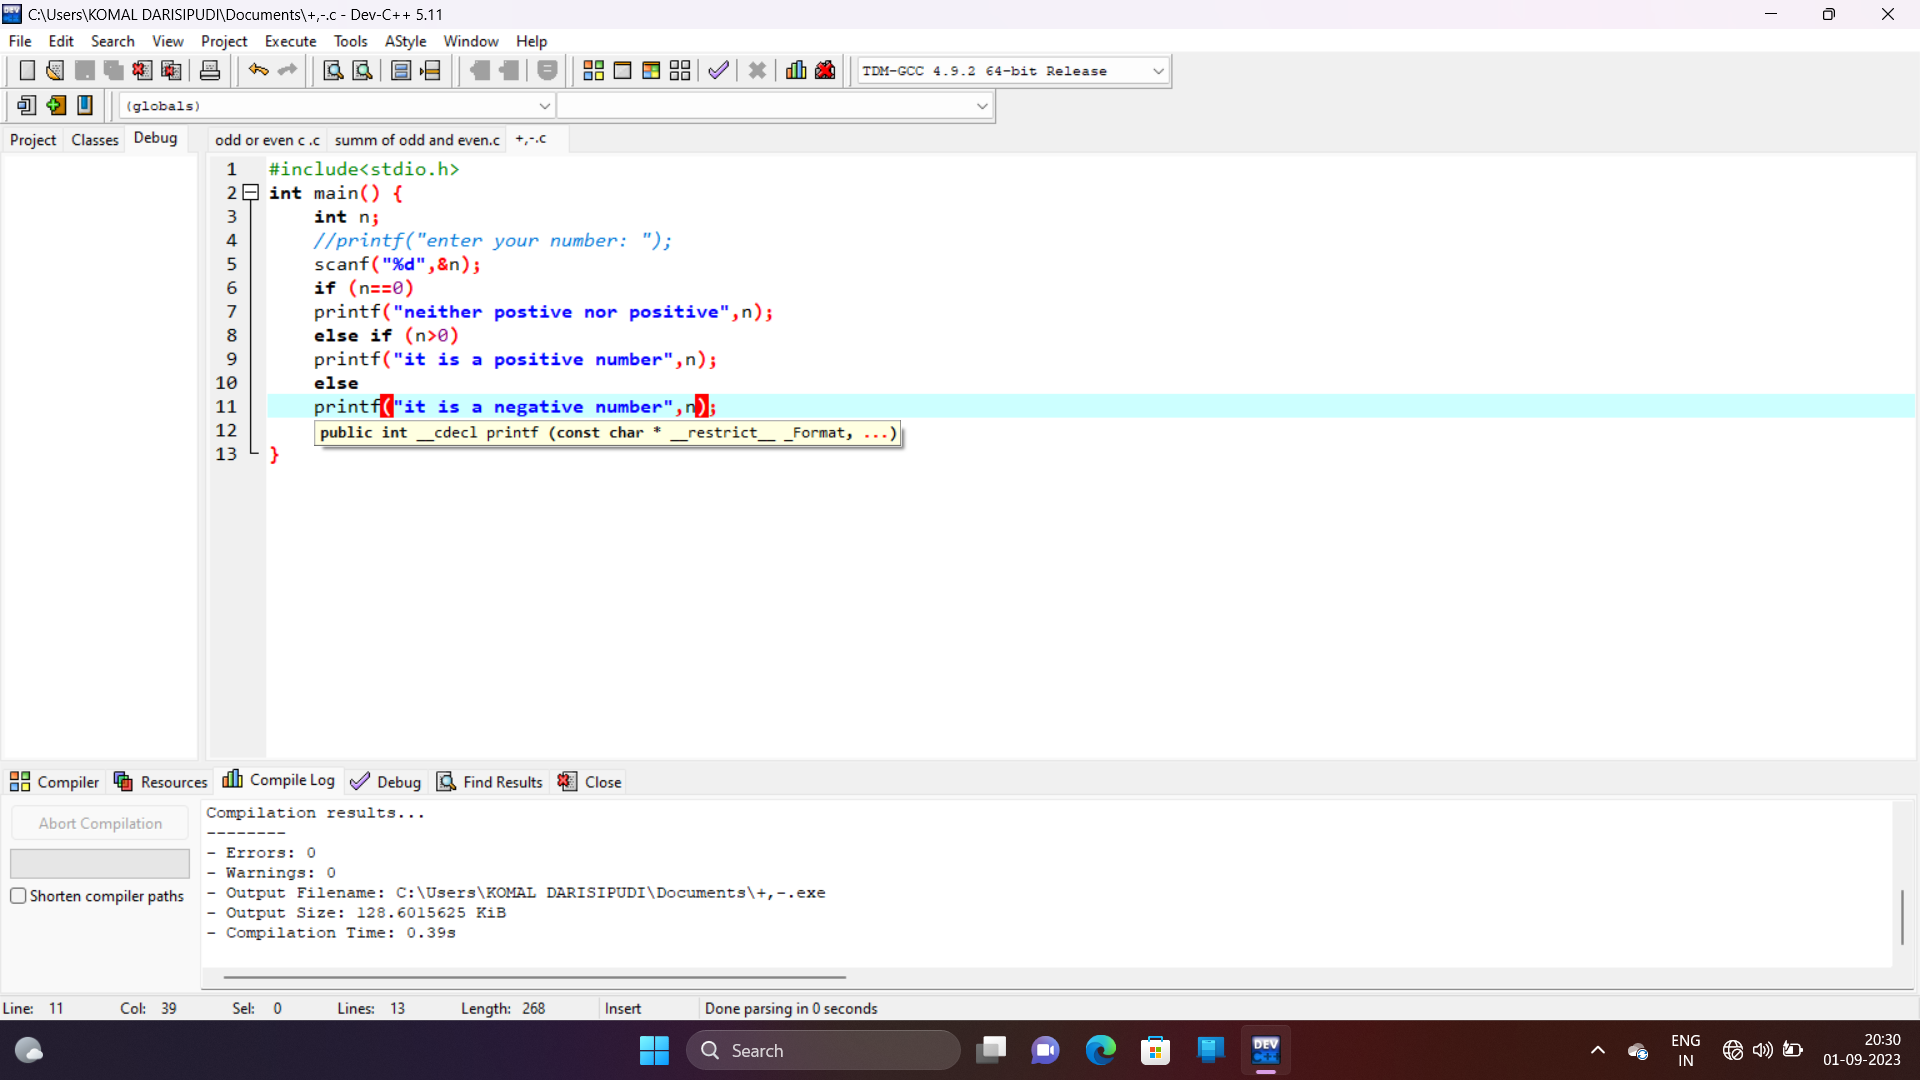 C:\Users\KOMAL DARISIPUDI\Documents\+,-.c - Dev-C++ 5.11
File Edit Search View Project Execute Tools AStyle Window Help
TDM-GCC 4.9.2 64-bit Release
(globals)
Project Classes Debug
odd or even c .c summ of odd and even.c +,-.c
1 #include<stdio.h>
2 int main() {
3 int n;
4 //printf("enter your number: ");
5 scanf("%d",&n);
6 if (n==0)
7 printf("neither postive nor positive",n);
8 else if (n>0)
9 printf("it is a positive number",n);
10 else
11 printf("it is a negative number",n);
12 public int __cdecl printf (const char * __restrict__ _Format, ...)
13 }
Compiler Resources Compile Log Debug Find Results Close
Abort Compilation
Shorten compiler paths
Compilation results...
--------
- Errors: 0
- Warnings: 0
- Output Filename: C:\Users\KOMAL DARISIPUDI\Documents\+,-.exe
- Output Size: 128.6015625 KiB
- Compilation Time: 0.39s
Line: 11 Col: 39 Sel: 0 Lines: 13 Length: 268 Insert Done parsing in 0 seconds
Search
DEV
C++
ENG
IN
20:30
01-09-2023